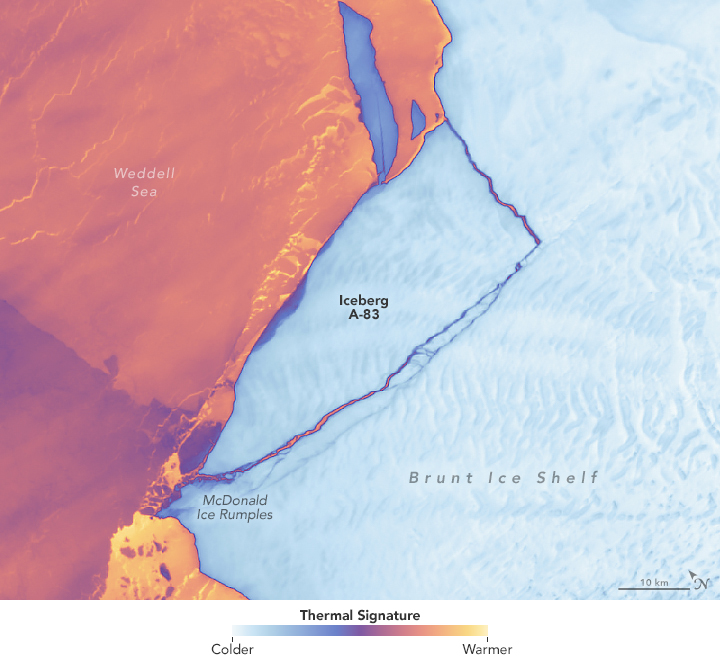 Weddell
Sea
Iceberg
A-83
Brunt Ice Shelf
McDonald
Ice Rumples
10 km
N
Thermal Signature
Colder
Warmer